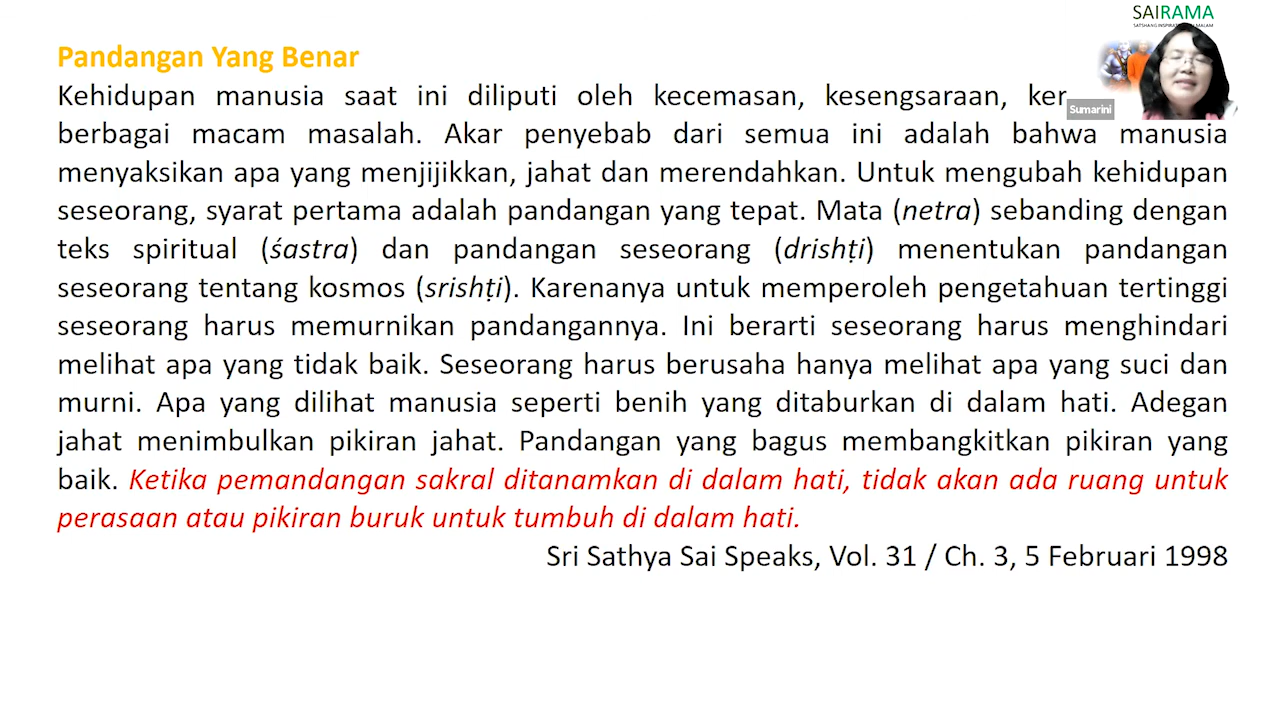 SAIRAMA
Pandangan Yang Benar
Kehidupan manusia saat ini diliputi oleh kecemasan, kesengsaraan,
Sumarini
berbagai macam masalah. Akar penyebab dari semua ini adalah bahwa manusia
menyaksikan apa yang menjijikkan, jahat dan merendahkan. Untuk mengubah kehidupan
seseorang, syarat pertama adalah pandangan yang tepat. Mata (netra) sebanding dengan
teks spiritual (śastra) dan pandangan seseorang (drishṭi) menentukan pandangan
seseorang tentang kosmos (srishṭi). Karenanya untuk memperoleh pengetahuan tertinggi
seseorang harus memurnikan pandangannya. Ini berarti seseorang harus menghindari
melihat apa yang tidak baik. Seseorang harus berusaha hanya melihat apa yang suci dan
murni. Apa yang dilihat manusia seperti benih yang ditaburkan di dalam hati. Adegan
jahat menimbulkan pikiran jahat. Pandangan yang bagus membangkitkan pikiran yang
baik. Ketika pemandangan sakral ditanamkan di dalam hati, tidak akan ada ruang untuk
perasaan atau pikiran buruk untuk tumbuh di dalam hati.
Sri Sathya Sai Speaks, Vol. 31 / Ch. 3, 5 Februari 1998